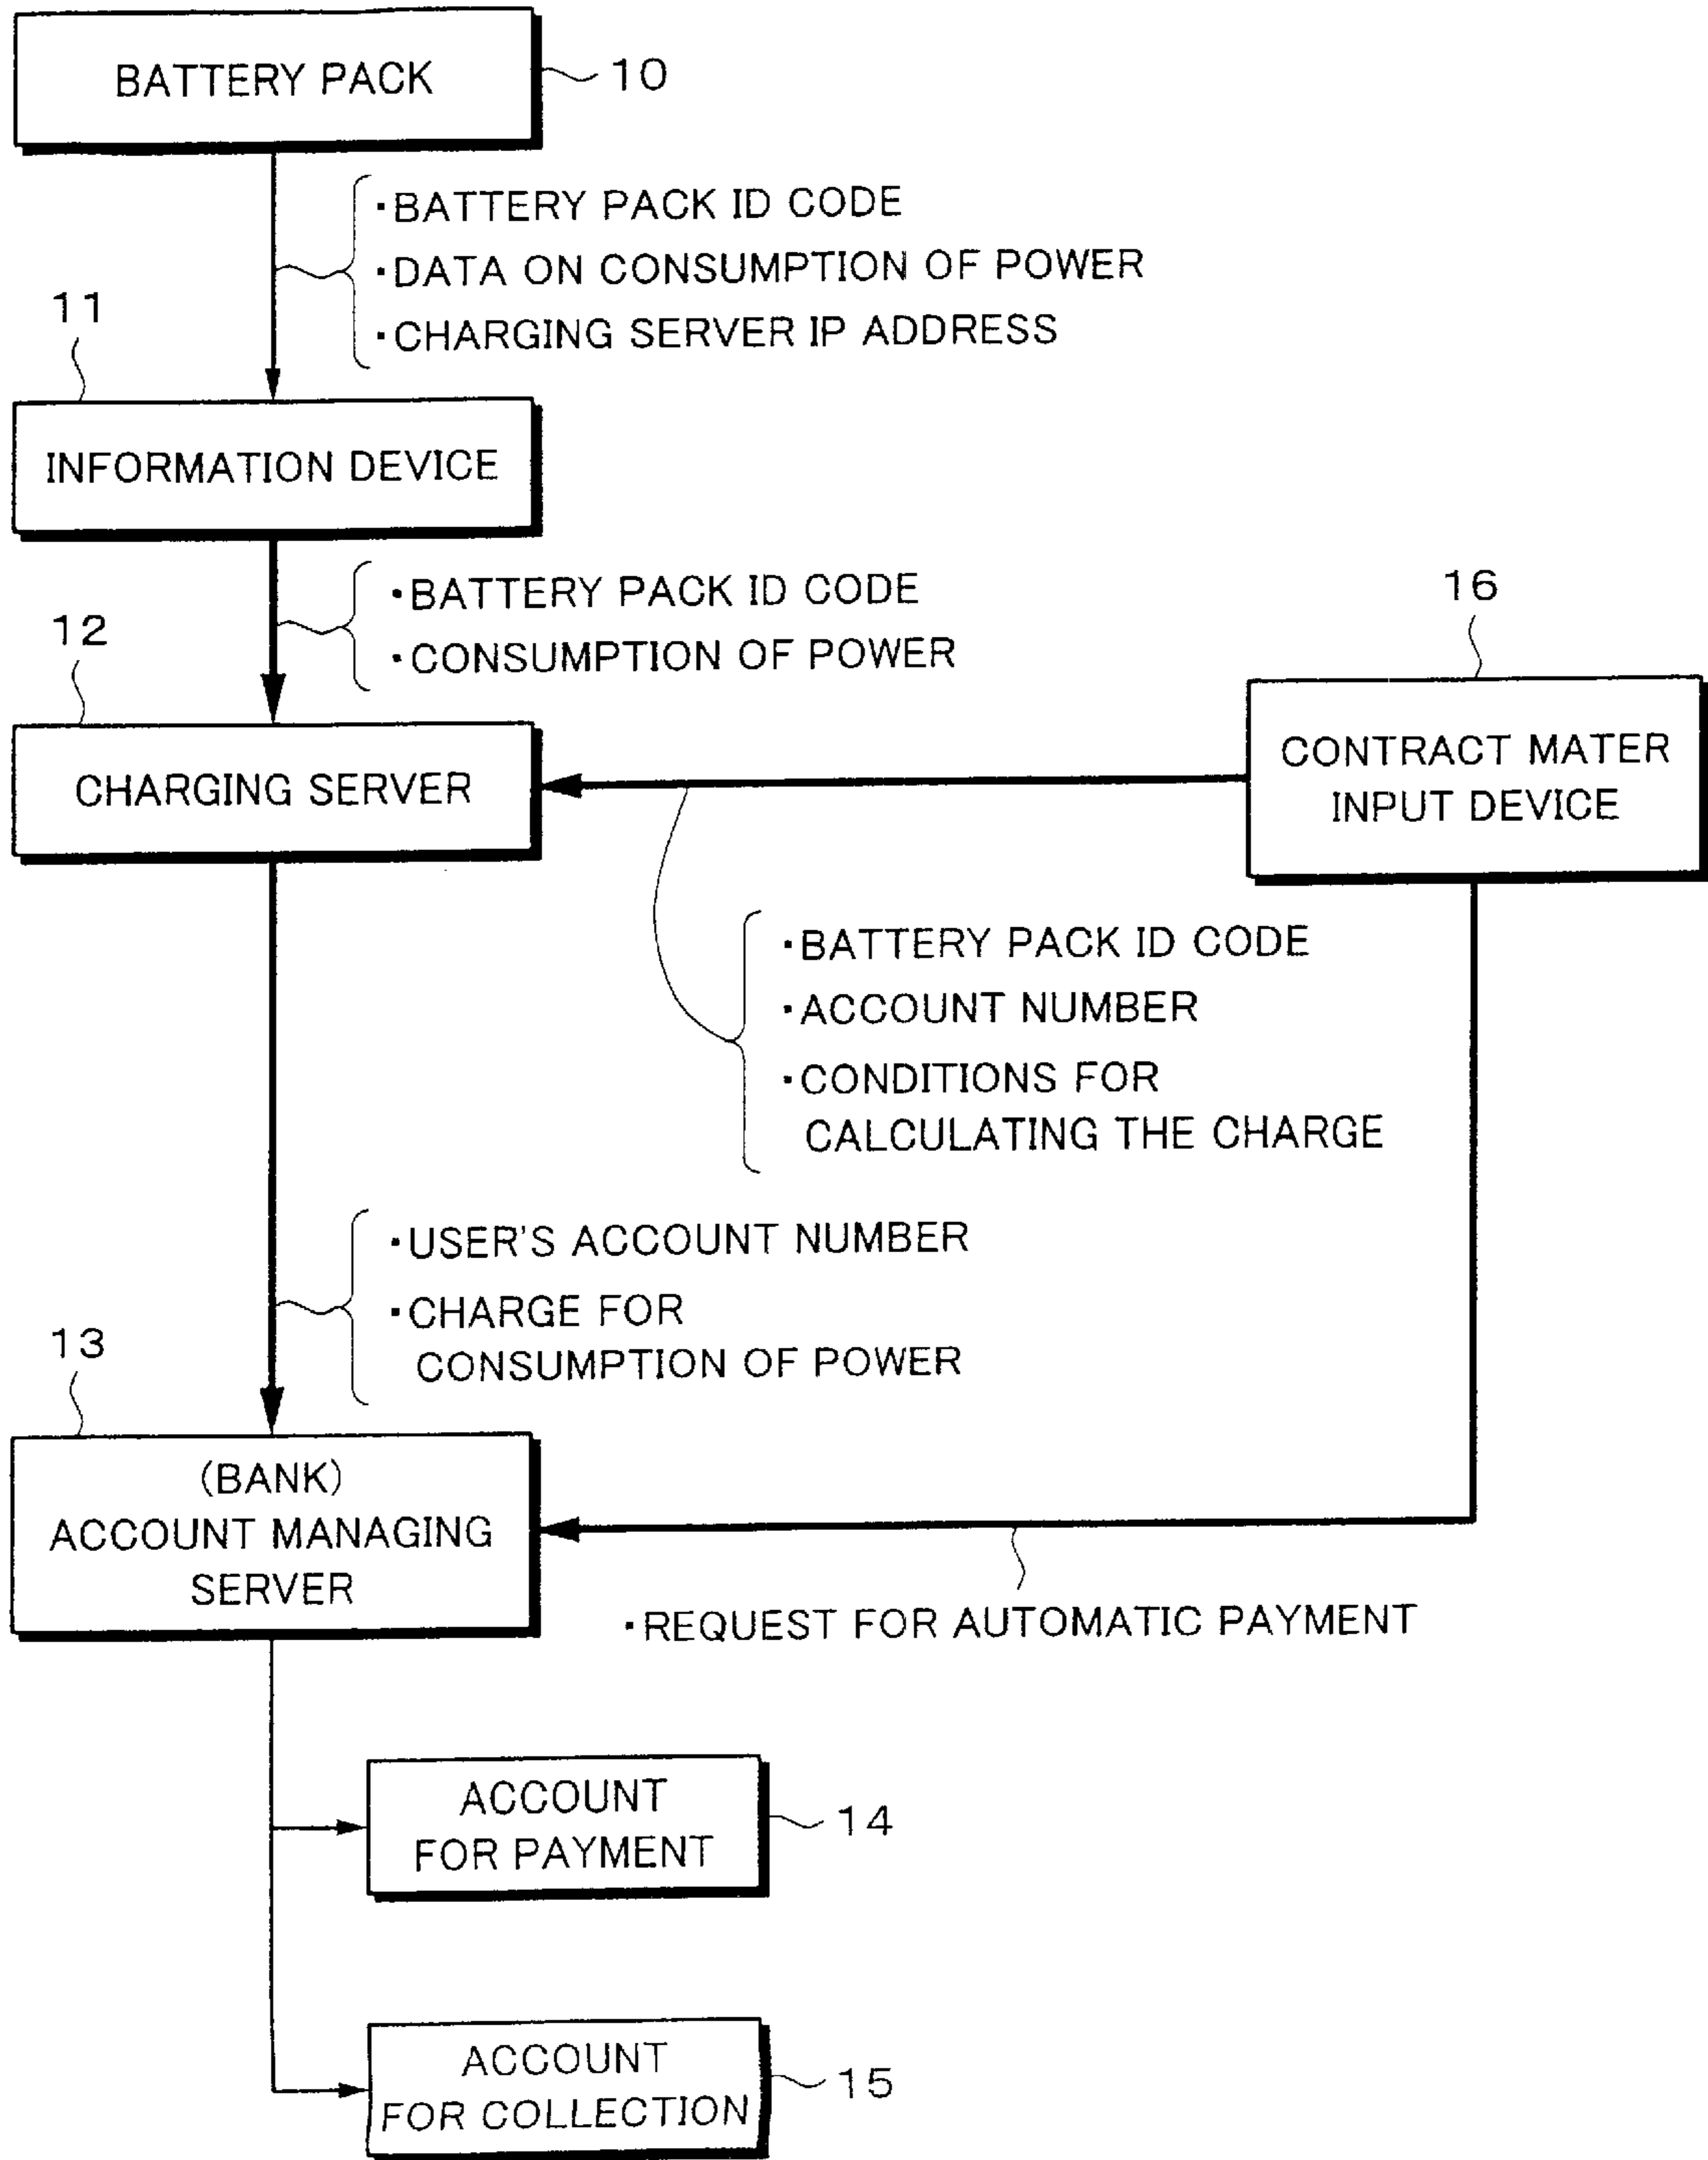 BATTERY PACK
10
・BATTERY PACK ID CODE
・DATA ON CONSUMPTION OF POWER
・CHARGING SERVER IP ADDRESS
11
INFORMATION DEVICE
・BATTERY PACK ID CODE
・CONSUMPTION OF POWER
12
CHARGING SERVER
16
CONTRACT MATER
INPUT DEVICE
・BATTERY PACK ID CODE
・ACCOUNT NUMBER
・CONDITIONS FOR
CALCULATING THE CHARGE
・USER'S ACCOUNT NUMBER
・CHARGE FOR
CONSUMPTION OF POWER
13
(BANK)
ACCOUNT MANAGING
SERVER
・REQUEST FOR AUTOMATIC PAYMENT
ACCOUNT
FOR PAYMENT
14
ACCOUNT
FOR COLLECTION
15